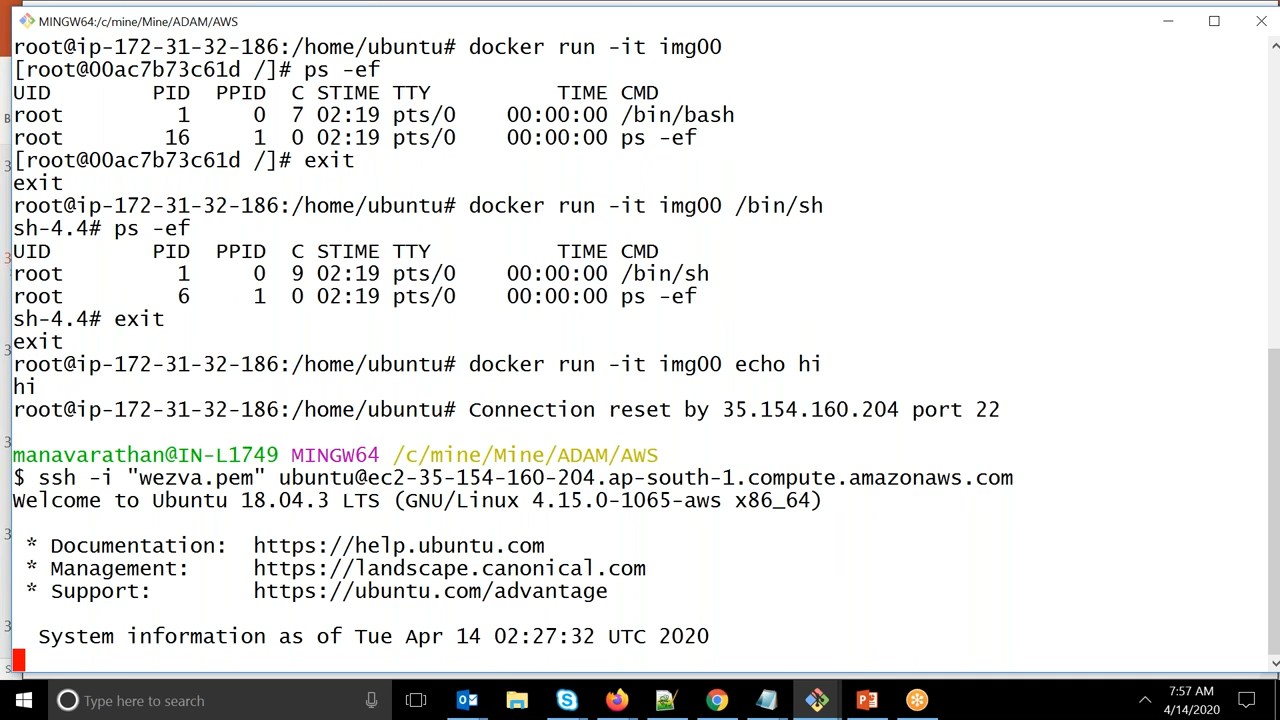 MINGW64:/c/mine/Mine/ADAM/AWS
root@ip-172-31-32-186:/home/ubuntu# docker run -it img00
[root@00ac7b73c61d /]# ps -ef
UID PID PPID C STIME TTY TIME CMD
root 1 0 7 02:19 pts/0 00:00:00 /bin/bash
root 16 1 0 02:19 pts/0 00:00:00 ps -ef
[root@00ac7b73c61d /]# exit
exit
root@ip-172-31-32-186:/home/ubuntu# docker run -it img00 /bin/sh
sh-4.4# ps -ef
UID PID PPID C STIME TTY TIME CMD
root 1 0 9 02:19 pts/0 00:00:00 /bin/sh
root 6 1 0 02:19 pts/0 00:00:00 ps -ef
sh-4.4# exit
exit
root@ip-172-31-32-186:/home/ubuntu# docker run -it img00 echo hi
hi
root@ip-172-31-32-186:/home/ubuntu# Connection reset by 35.154.160.204 port 22
manavarathan@IN-L1749 MINGW64 /c/mine/Mine/ADAM/AWS
$ ssh -i "wezva.pem" ubuntu@ec2-35-154-160-204.ap-south-1.compute.amazonaws.com
Welcome to Ubuntu 18.04.3 LTS (GNU/Linux 4.15.0-1065-aws x86_64)
* Documentation: https://help.ubuntu.com
* Management: https://landscape.canonical.com
* Support: https://ubuntu.com/advantage
System information as of Tue Apr 14 02:27:32 UTC 2020
Type here to search
7:57 AM
4/14/2020